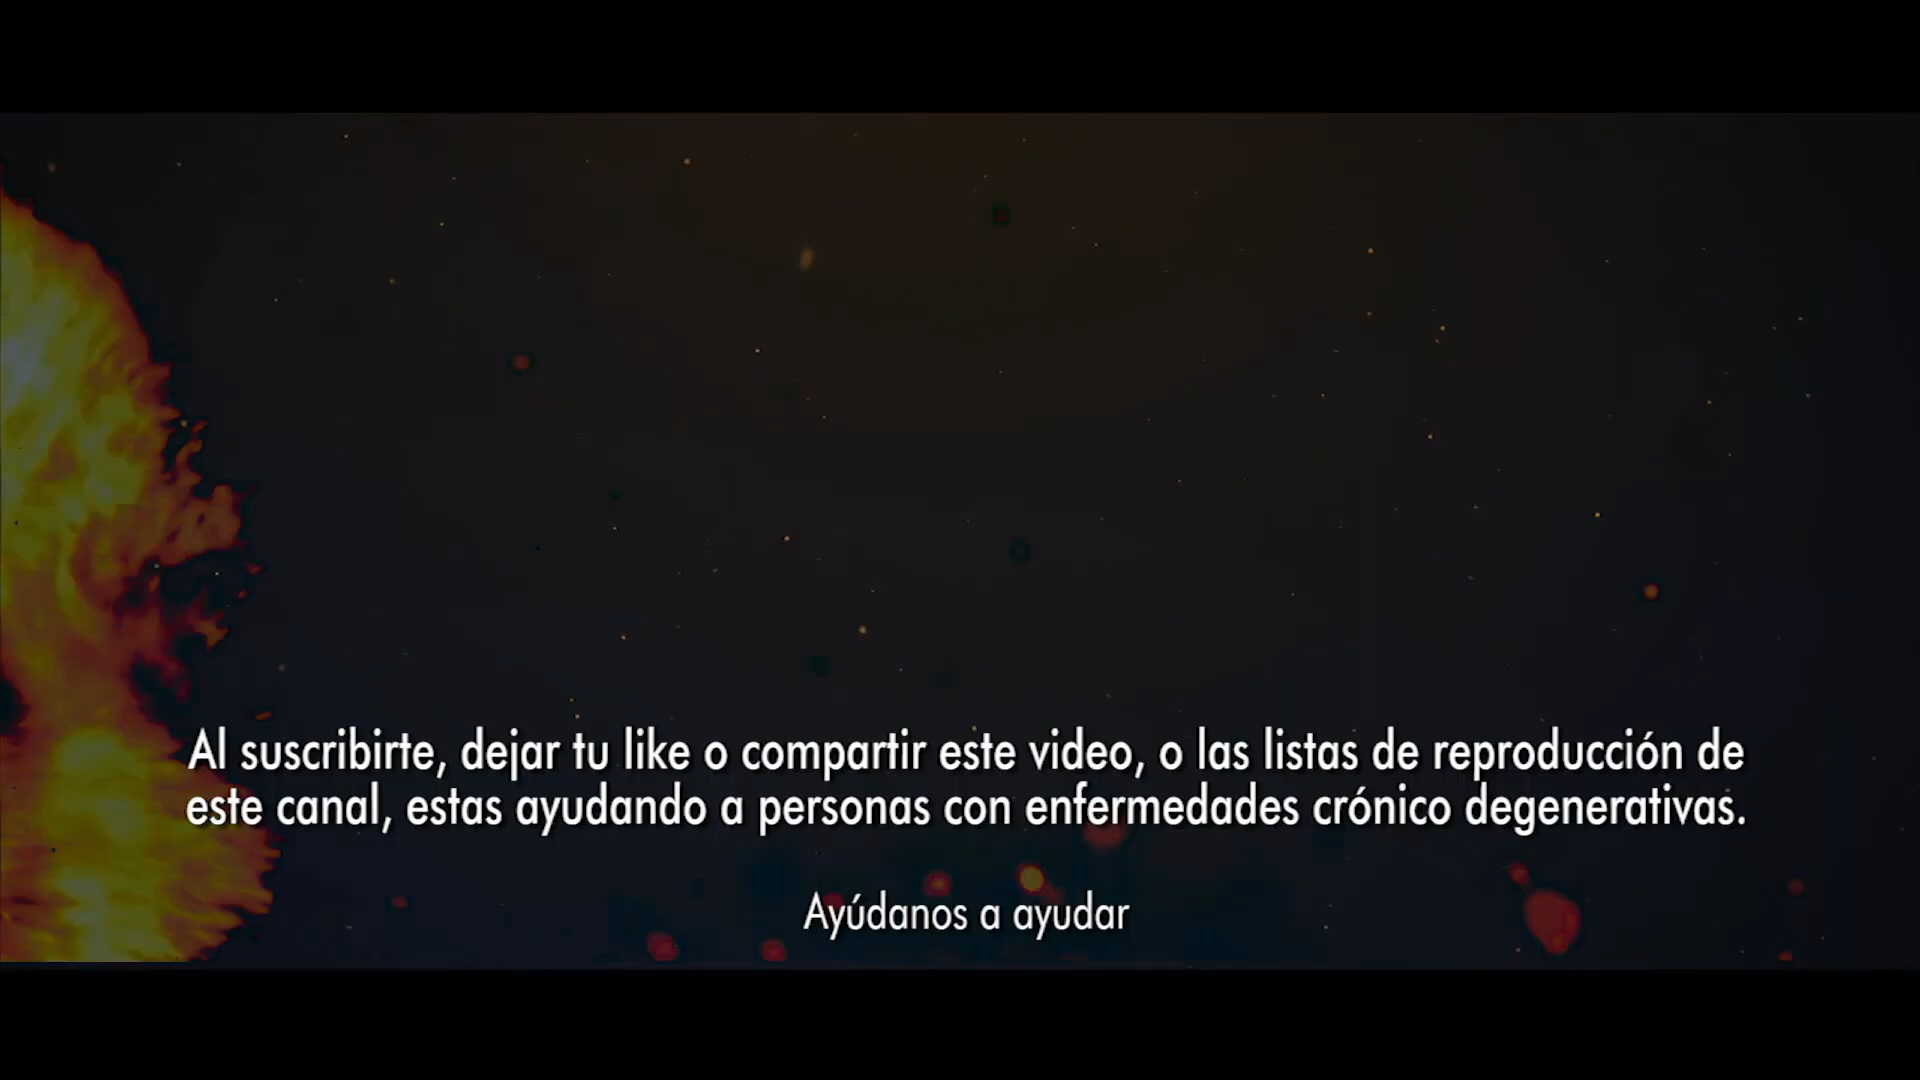 Al suscribirte, dejar tu like o compartir este video, o las listas de reproducción de
este canal, estas ayudando a personas con enfermedades crónico degenerativas.
Ayúdanos a ayudar